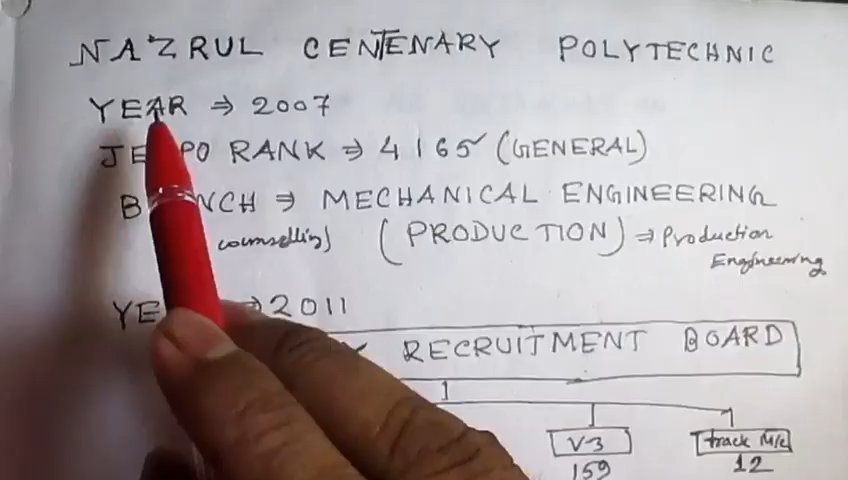 NAZRUL CENTENARY POLYTECHNIC
YEAR ⇒ 2007
RANK ⇒ 4165 (GENERAL)
⇒ MECHANICAL ENGINEERING
counselling) (PRODUCTION) ⇒ Production
Engineering
⇒ 2011
RECRUITMENT BOARD
V3 track M/c
159 12